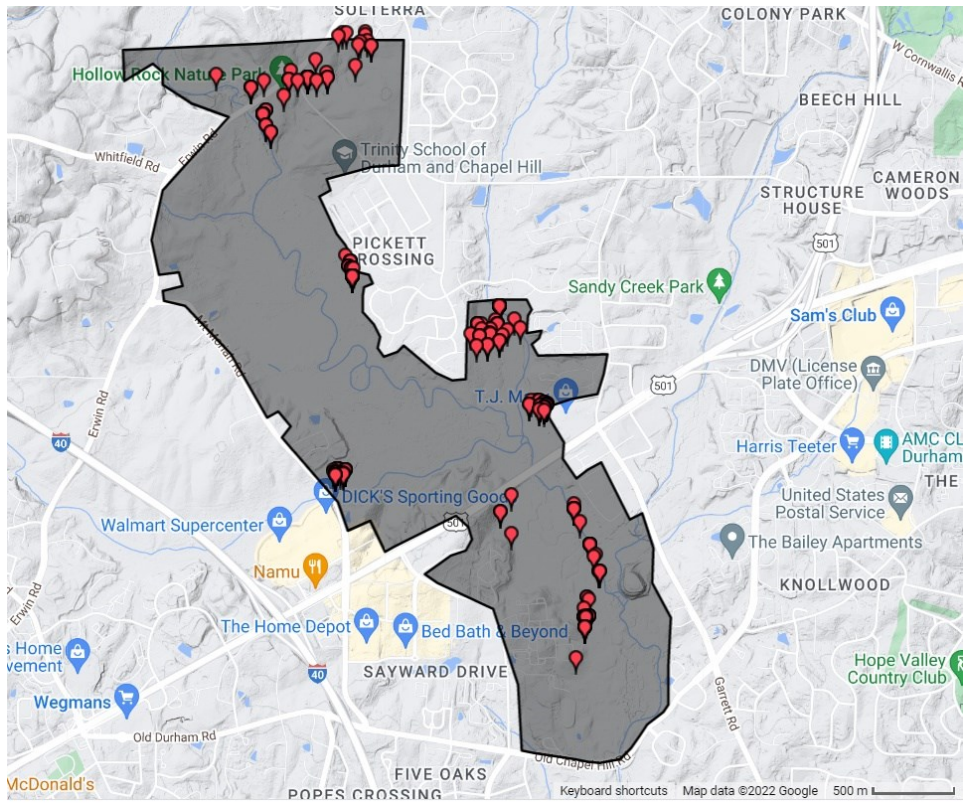 SOLTERRA
COLONY PARK
W Cornwallis Rd
Hollow Rock Nature Park
BEECH HILL
Erwin Rd
Whitfield Rd
Trinity School of
Durham and Chapel Hill
CAMERON
WOODS
STRUCTURE
HOUSE
400
PICKETT
CROSSING
501
Sandy Creek Park
Sam's Club
Mt Moriah Rd
DMV (License
Plate Office)
501
T.J. M
Erwin Rd
40
Harris Teeter
AMC CL
Durham
THE
DICK'S Sporting Good
United States
Postal Service
Walmart Supercenter
501
The Bailey Apartments
Namu
KNOLLWOOD
Erwin Rd
The Home Depot
Bed Bath & Beyond
s Home
vement
SAYWARD DRIVE
Hope Valley
Country Club
40
Wegmans
Garrett Rd
Old Durham Rd
Old Chapel Hill Rd
McDonald's
FIVE OAKS
POPES CROSSING
Keyboard shortcuts
Map data ©2022 Google
500 m